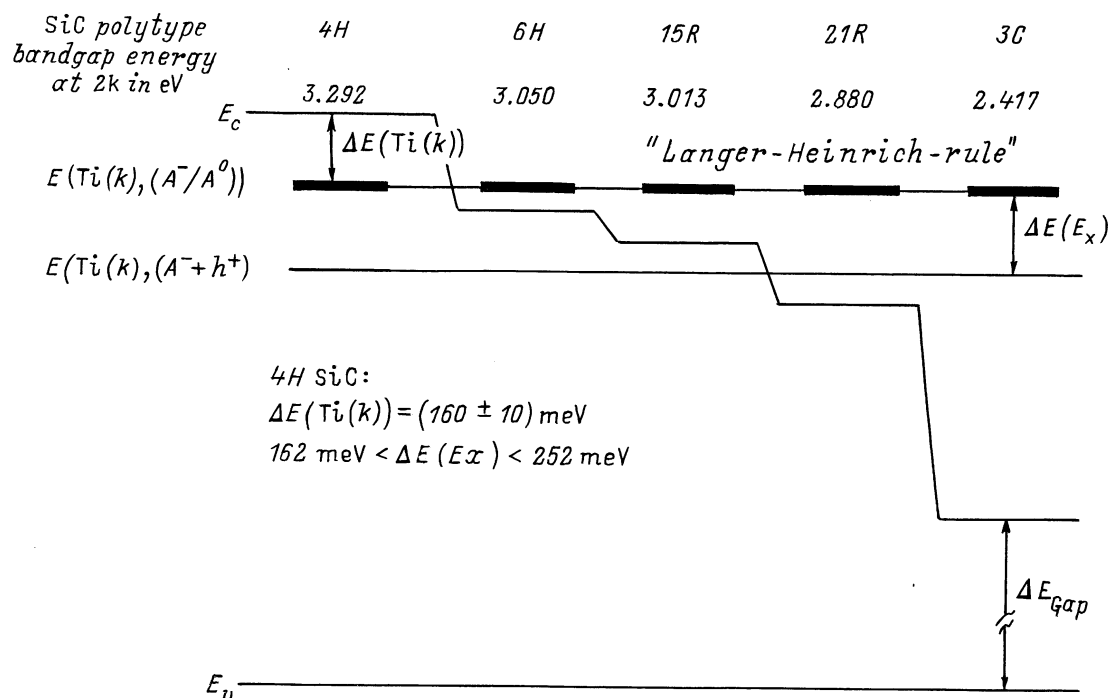 SiC polytype 4H 6H 15R 21R 3C
bandgap energy
at 2k in eV
3.292 3.050 3.013 2.880 2.417
E_c
ΔE(Ti(k))
"Langer-Heinrich-rule"
E(Ti(k),(A⁻/A⁰))
ΔE(E_x)
E(Ti(k),(A⁻+h⁺)
4H SiC:
ΔE(Ti(k))=(160 ± 10) meV
162 meV < ΔE(Ex) < 252 meV
ΔE_Gap
E_v